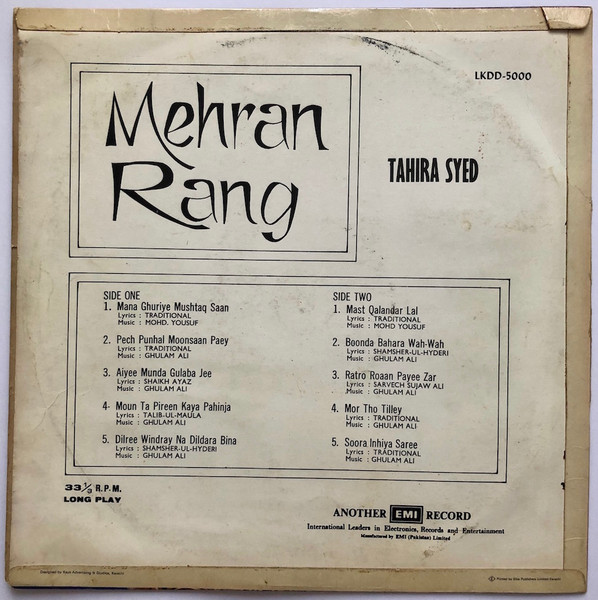 LKDD-5000
Mehran
Rang
TAHIRA SYED
SIDE ONE
1. Mana Ghuriye Mushtaq Saan
Lyrics : TRADITIONAL
Music : MOHD. YOUSUF
2. Pech Punhal Moonsaan Paey
Lyrics : TRADITIONAL
Music : GHULAM ALI
3. Aiyee Munda Gulaba Jee
Lyrics : SHAIKH AYAZ
Music : GHULAM ALI
4. Moun Ta Pireen Kaya Pahinja
Lyrics : TALIB-UL-MAULA
Music : GHULAM ALI
5. Dilree Windray Na Dildara Bina
Lyrics : SHAMSHER-UL-HYDERI
Music : GHULAM ALI
SIDE TWO
1. Mast Qalandar Lal
Lyrics : TRADITIONAL
Music : MOHD YOUSUF
2. Boonda Bahara Wah-Wah
Lyrics : SHAMSHER-UL-HYDERI
Music : GHULAM ALI
3. Ratro Roaan Payee Zar
Lyrics : SARVECH SUJAW ALI
Music : GHULAM ALI
4. Mor Tho Tilley
Lyrics : TRADITIONAL
Music : GHULAM ALI
5. Soora Inhiya Saree
Lyrics : TRADITIONAL
Music : GHULAM ALI
33⅓ R.P.M.
LONG PLAY
ANOTHER EMI RECORD
International Leaders in Electronics, Records and Entertainment
Manufactured by EMI (Pakistan) Limited